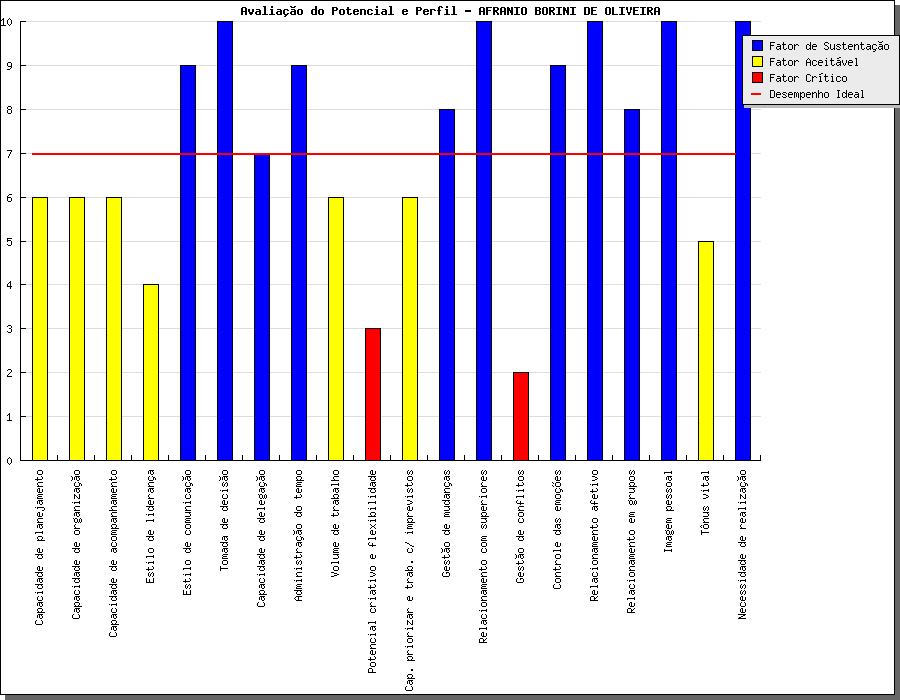 Avaliação do Potencial e Perfil - AFRANIO BORINI DE OLIVEIRA
Fator de Sustentação
Fator Aceitável
Fator Crítico
Desempenho Ideal
10
9
8
7
6
5
4
3
2
1
0
Capacidade de planejamento
Capacidade de organização
Capacidade de acompanhamento
Estilo de liderança
Estilo de comunicação
Tomada de decisão
Capacidade de delegação
Administração do tempo
Volume de trabalho
Potencial criativo e flexibilidade
Cap. priorizar e trab. c/ imprevistos
Gestão de mudanças
Relacionamento com superiores
Gestão de conflitos
Controle das emoções
Relacionamento afetivo
Relacionamento em grupos
Imagem pessoal
Tônus vital
Necessidade de realização